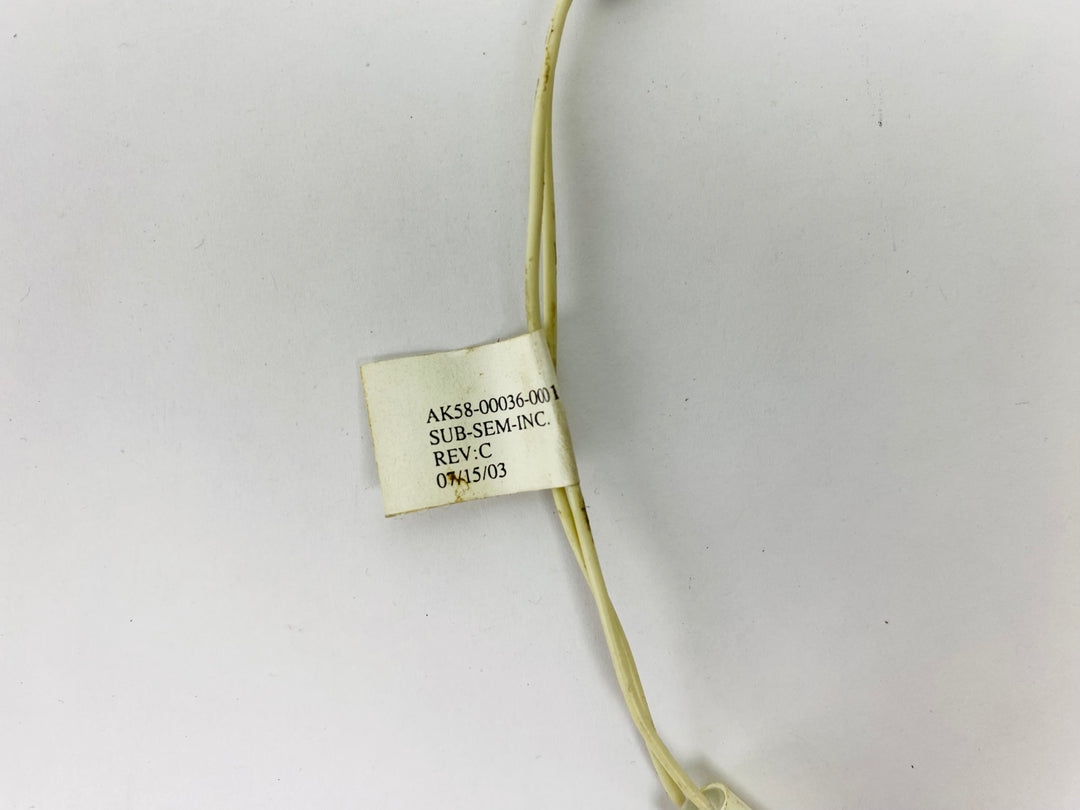 AK58-00036-0001
SUB-SEM-INC.
REV:C
07/15/03